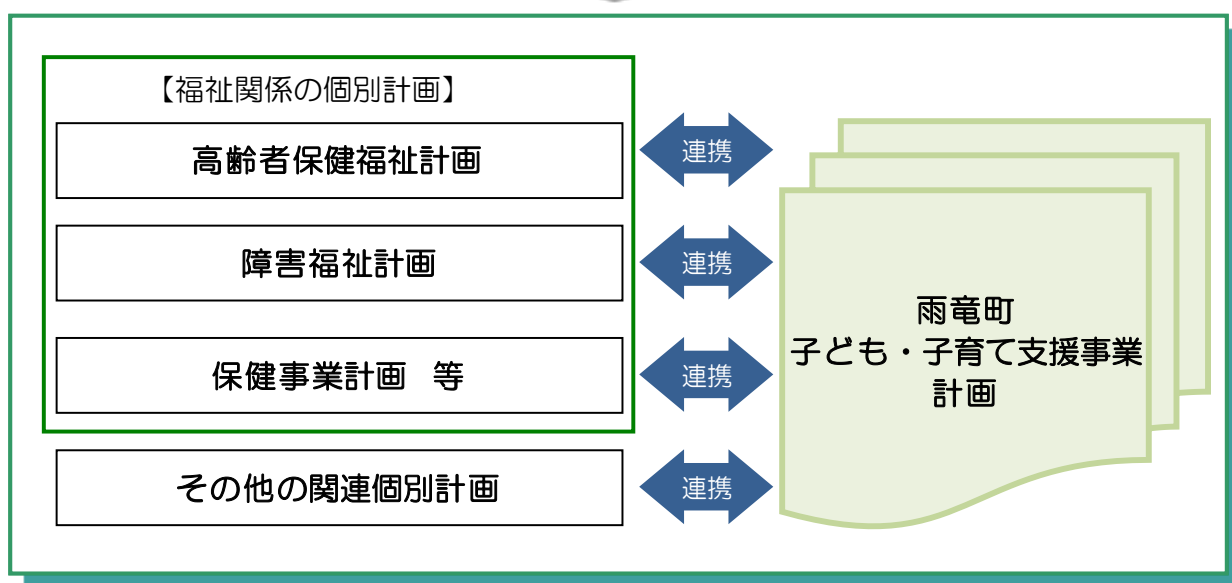 【福祉関係の個別計画】
高齢者保健福祉計画
連携
障害福祉計画
連携
保健事業計画 等
連携
その他の関連個別計画
連携
雨竜町
子ども・子育て支援事業
計画